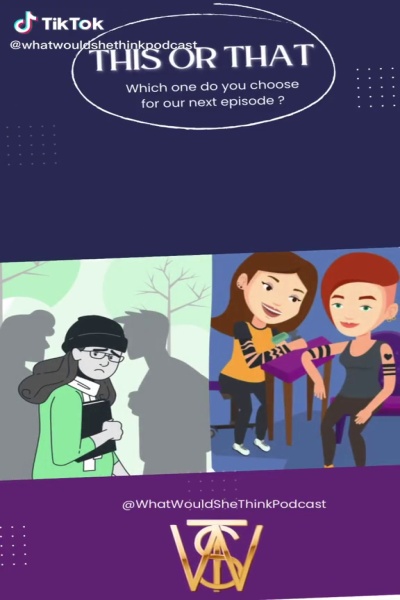 TikTok
@whatwouldshethinkpodcast
THIS OR THAT
Which one do you choose
for our next episode ?
@WhatWouldSheThinkPodcast